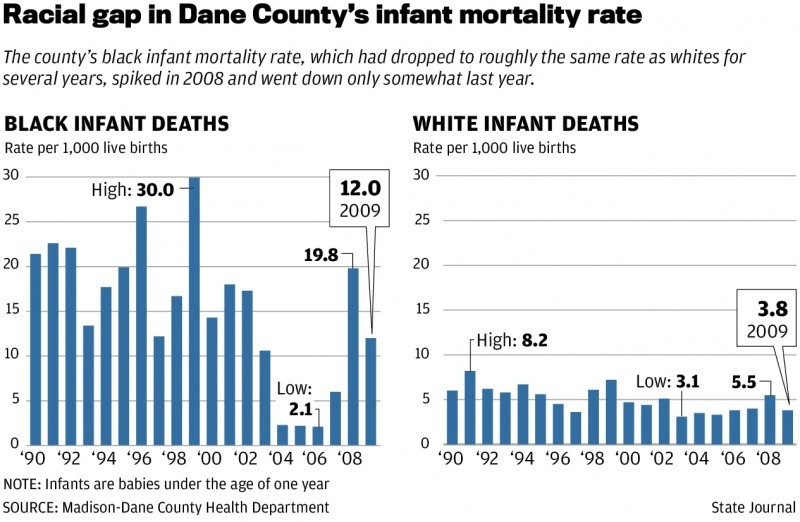 Racial gap in Dane County's infant mortality rate
The county's black infant mortality rate, which had dropped to roughly the same rate as whites for
several years, spiked in 2008 and went down only somewhat last year.
BLACK INFANT DEATHS
Rate per 1,000 live births
30
25
20
15
10
5
0
High: 30.0
12.0
2009
19.8
Low:
2.1
'90 '92 '94 '96 '98 '00 '02 '04 '06 '08
WHITE INFANT DEATHS
Rate per 1,000 live births
30
25
20
15
10
5
0
High: 8.2
3.8
2009
Low: 3.1
5.5
'90 '92 '94 '96 '98 '00 '02 '04 '06 '08
NOTE: Infants are babies under the age of one year
SOURCE: Madison-Dane County Health Department
State Journal